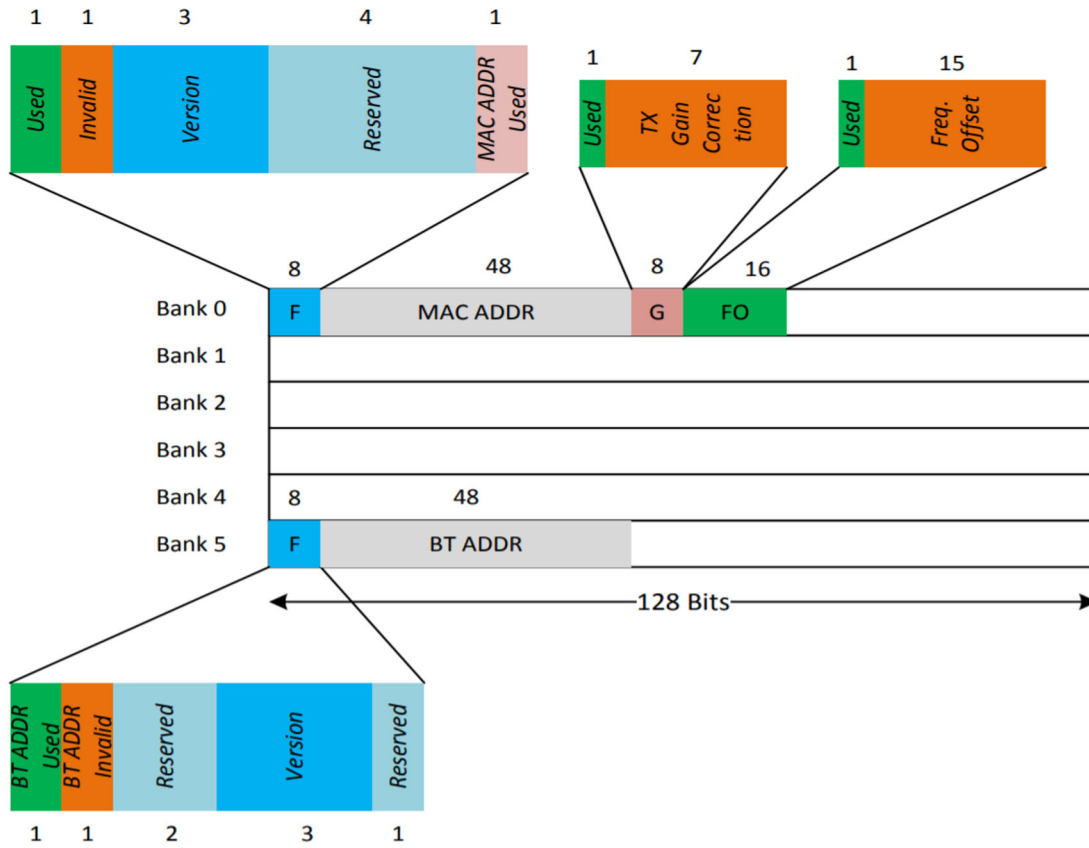 1 1 3 4 1
Used
Invalid
Version
Reserved
MAC ADDR
Used
1 7
Used
TX
Gain
Correc
tion
1 15
Used
Freq.
Offset
8 48 8 16
Bank 0 F MAC ADDR G FO
Bank 1
Bank 2
Bank 3
Bank 4 8 48
Bank 5 F BT ADDR
128 Bits
BT ADDR
Used
BT ADDR
Invalid
Reserved
Version
Reserved
1 1 2 3 1